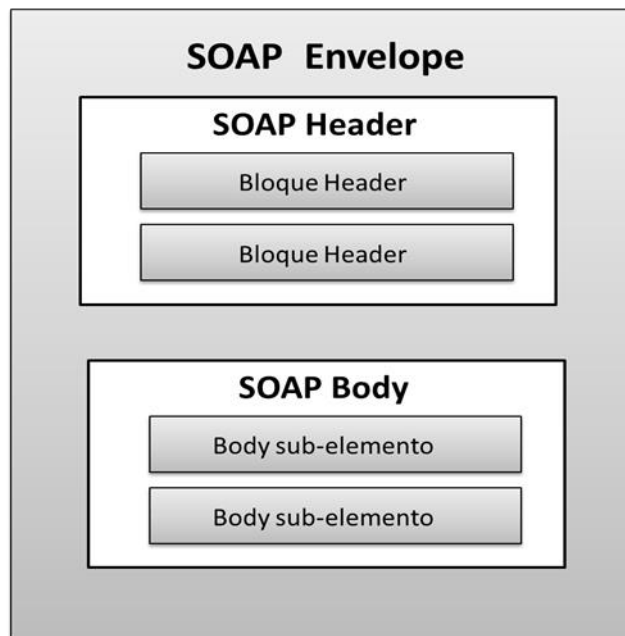 SOAP Envelope
SOAP Header
Bloque Header
Bloque Header
SOAP Body
Body sub-elemento
Body sub-elemento